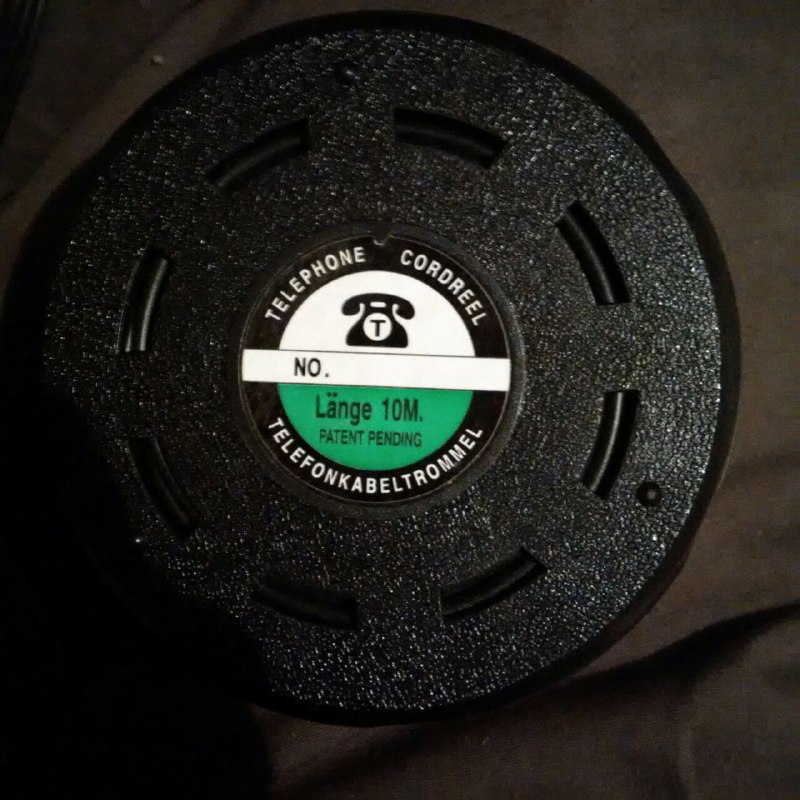 TELEPHONE CORDREEL
T
NO.
Länge 10M.
PATENT PENDING
TELEFONKABELTROMMEL